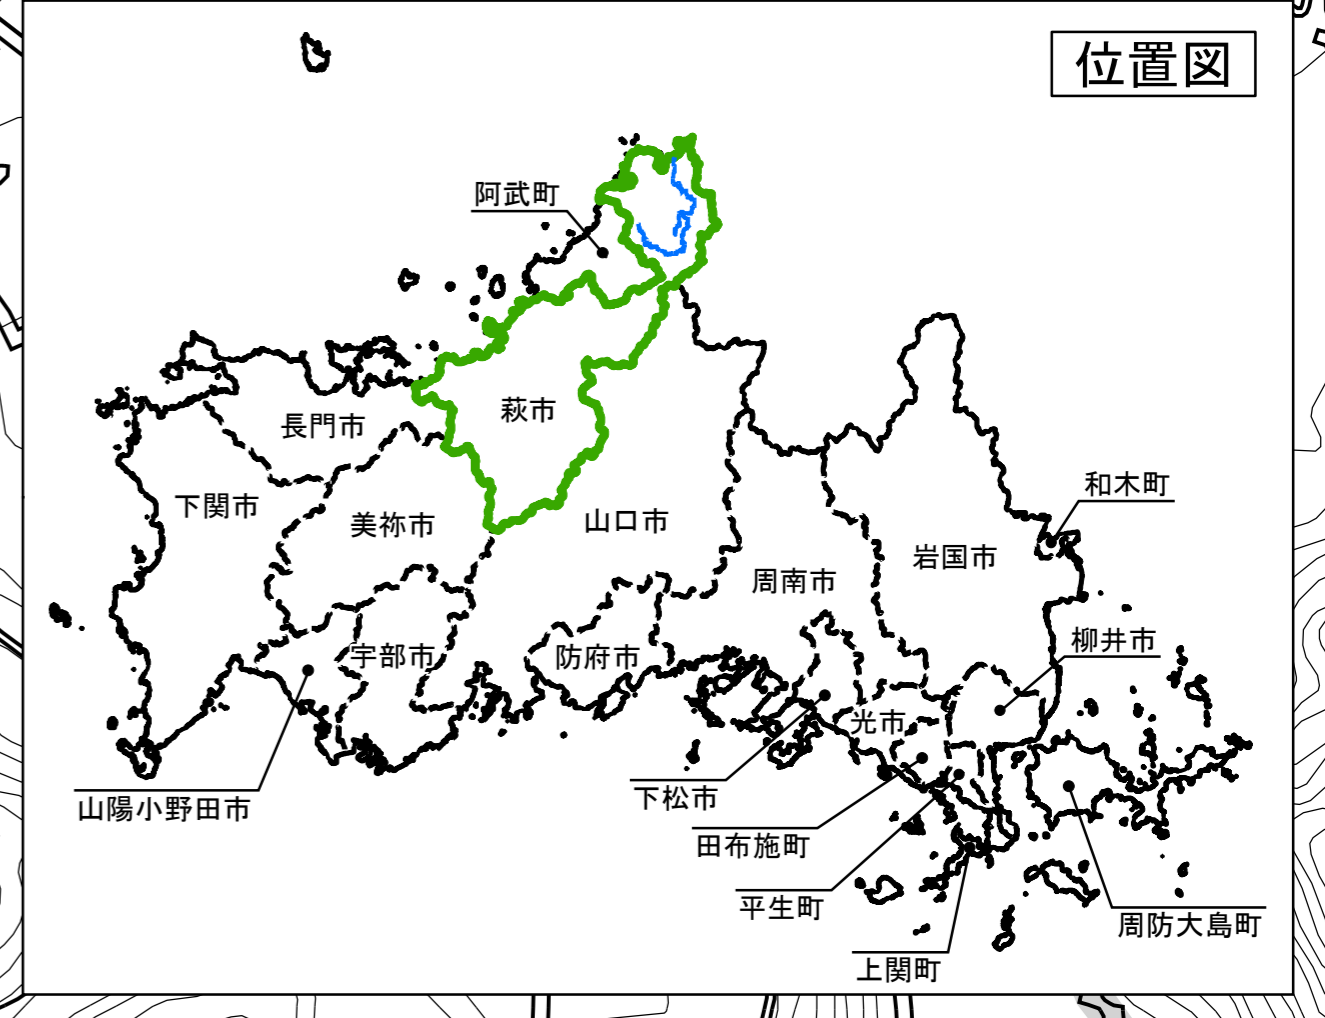 位置図
阿武町
萩市
長門市
下関市
美祢市
山口市
和木町
岩国市
周南市
柳井市
宇部市
防府市
光市
山陽小野田市
下松市
田布施町
平生町
周防大島町
上関町